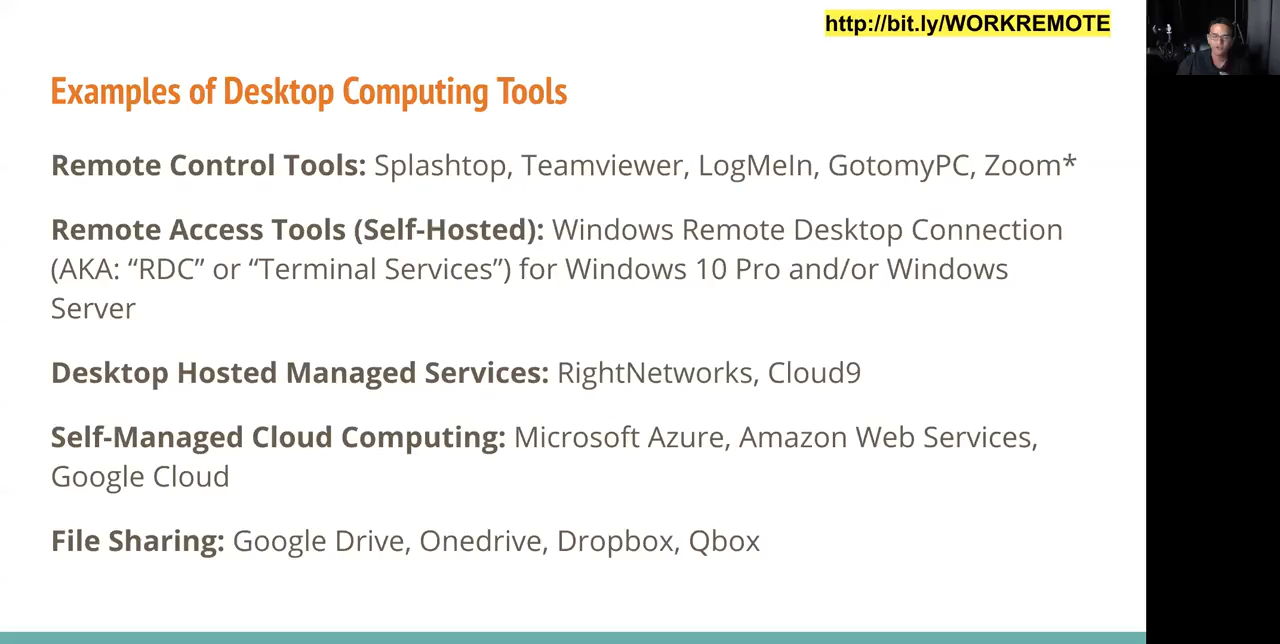 http://bit.ly/WORKREMOTE
Examples of Desktop Computing Tools
Remote Control Tools: Splashtop, Teamviewer, LogMeIn, GotomyPC, Zoom*
Remote Access Tools (Self-Hosted): Windows Remote Desktop Connection
(AKA: “RDC” or “Terminal Services”) for Windows 10 Pro and/or Windows
Server
Desktop Hosted Managed Services: RightNetworks, Cloud9
Self-Managed Cloud Computing: Microsoft Azure, Amazon Web Services,
Google Cloud
File Sharing: Google Drive, Onedrive, Dropbox, Qbox